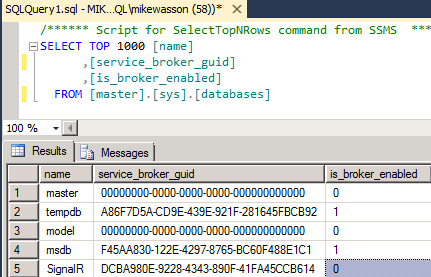 SQLQuery1.sql - MIK...QL\mikewasson (58))*
/****** Script for SelectTopNRows command from SSMS ***
SELECT TOP 1000 [name]
,[service_broker_guid]
,[is_broker_enabled]
FROM [master].[sys].[databases]
100 %
Results Messages
name service_broker_guid is_broker_enabled
1 master 00000000-0000-0000-0000-000000000000 0
2 tempdb A86F7D5A-CD9E-439E-921F-281645FBCB92 1
3 model 00000000-0000-0000-0000-000000000000 0
4 msdb F45AA830-122E-4297-8765-BC60F488E1C1 1
5 SignalR DCBA980E-9228-4343-890F-41FA45CCB614 0